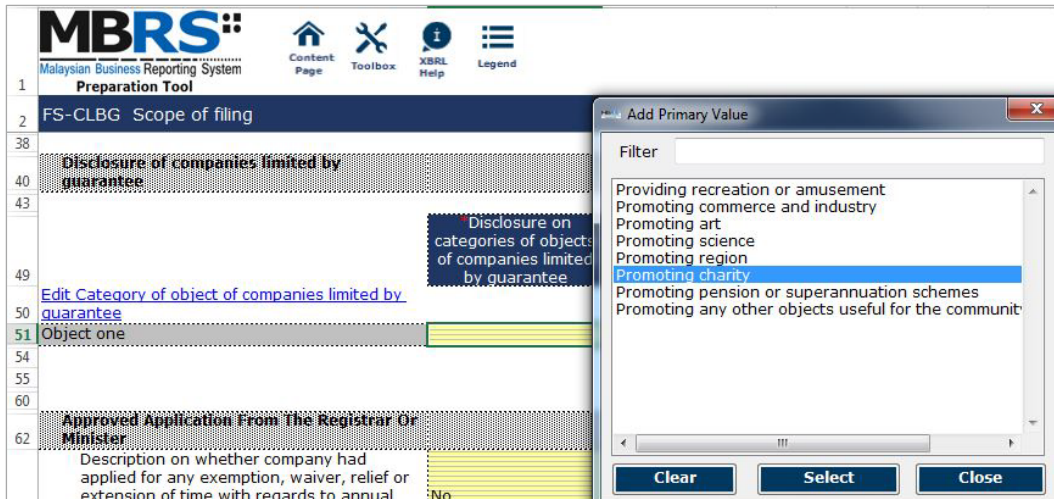 MBRS
Malaysian Business Reporting System
Preparation Tool
Content Page
Toolbox
XBRL Help
Legend
1
2
FS-CLBG Scope of filing
38
Disclosure of companies limited by
40
guarantee
43
*Disclosure on
categories of objects
of companies limited
49
by guarantee
Edit Category of object of companies limited by
50
guarantee
51
Object one
54
55
60
Approved Application From The Registrar Or
62
Minister
Description on whether company had
applied for any exemption, waiver, relief or
extension of time with regards to annual
No
Add Primary Value
X
Filter
Providing recreation or amusement
Promoting commerce and industry
Promoting art
Promoting science
Promoting region
Promoting charity
Promoting pension or superannuation schemes
Promoting any other objects useful for the communit
Clear
Select
Close